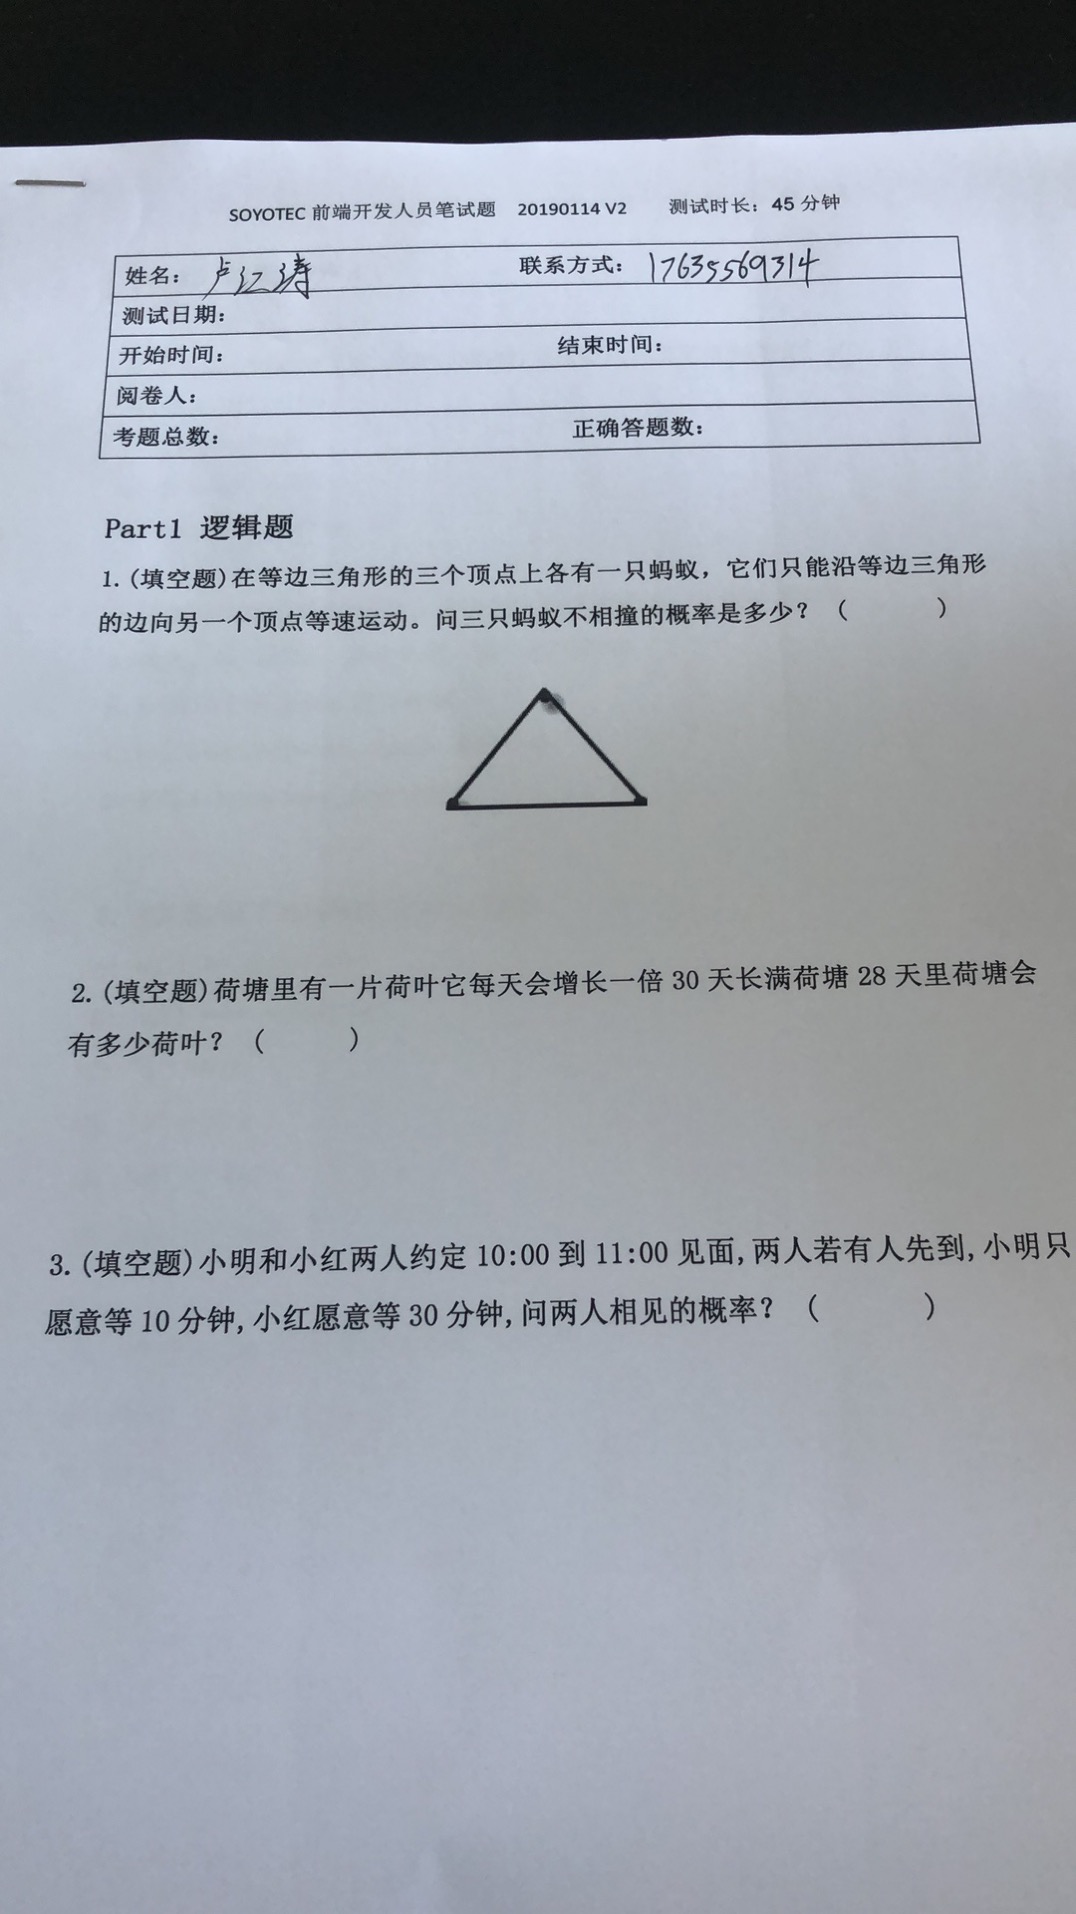 SOYOTEC 前端开发人员笔试题 20190114 V2 测试时长：45 分钟
姓名： 卢江涛 联系方式： 17635569314
测试日期：
开始时间： 结束时间：
阅卷人：
考题总数： 正确答题数：
Part1 逻辑题
1.(填空题)在等边三角形的三个顶点上各有一只蚂蚁，它们只能沿等边三角形
的边向另一个顶点等速运动。问三只蚂蚁不相撞的概率是多少？（ ）
2.(填空题)荷塘里有一片荷叶它每天会增长一倍 30 天长满荷塘 28 天里荷塘会
有多少荷叶？（ ）
3.(填空题)小明和小红两人约定 10:00 到 11:00 见面,两人若有人先到,小明只
愿意等 10 分钟,小红愿意等 30 分钟,问两人相见的概率？（ ）